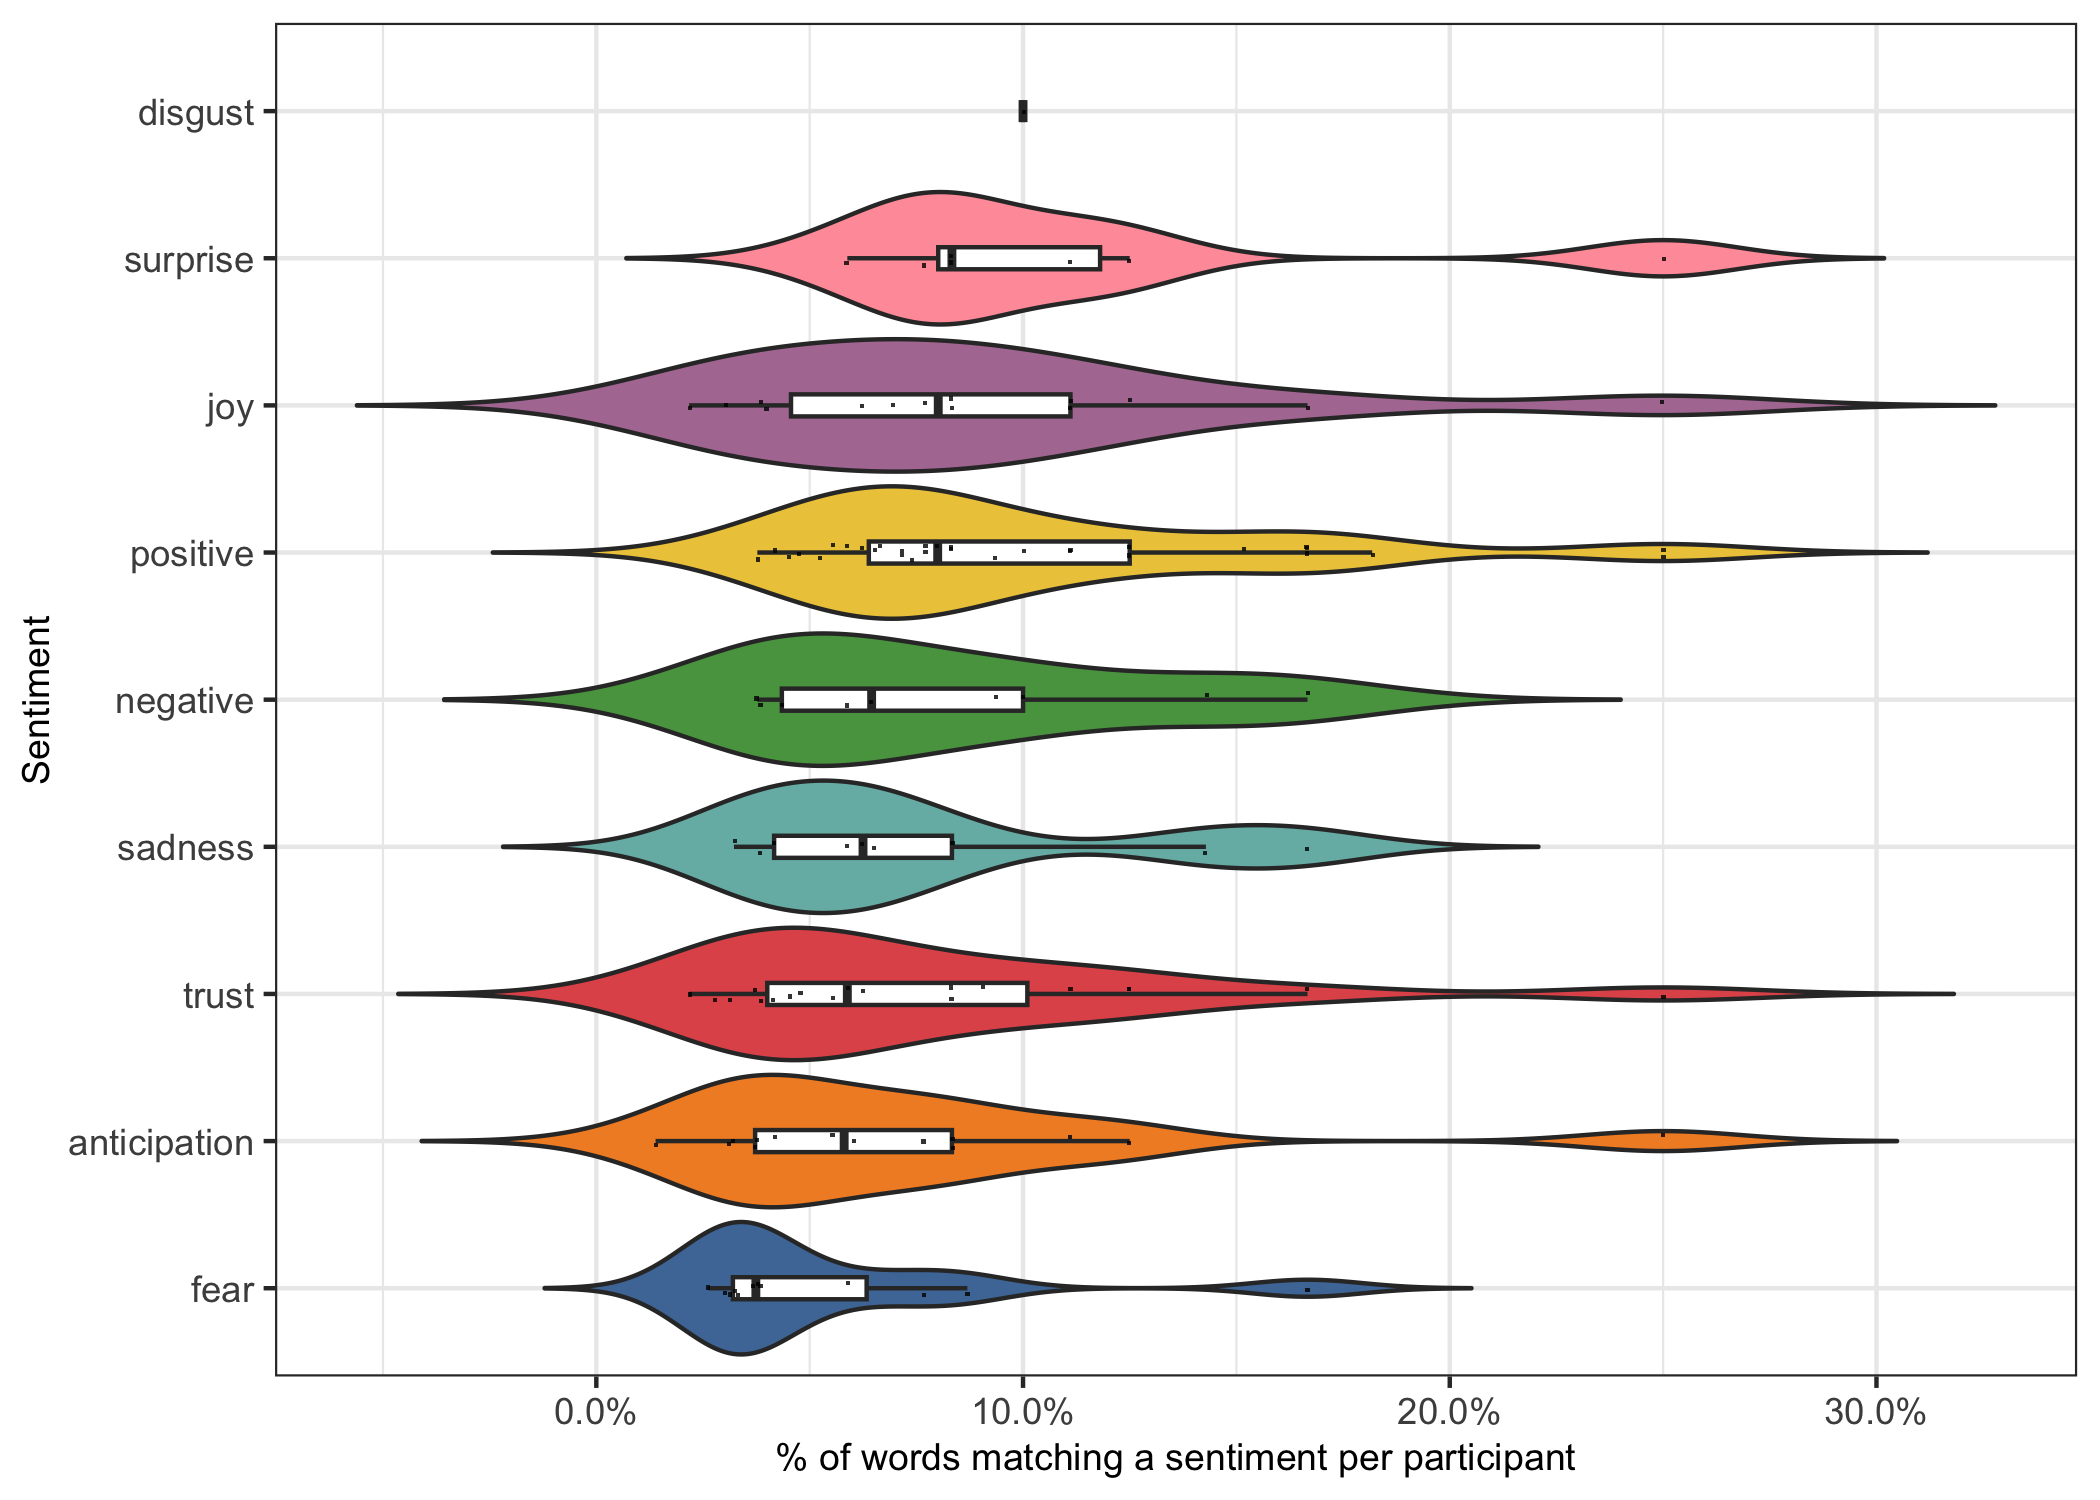 disgust
surprise
joy
positive
negative
sadness
trust
anticipation
fear
Sentiment
0.0% 10.0% 20.0% 30.0%
% of words matching a sentiment per participant